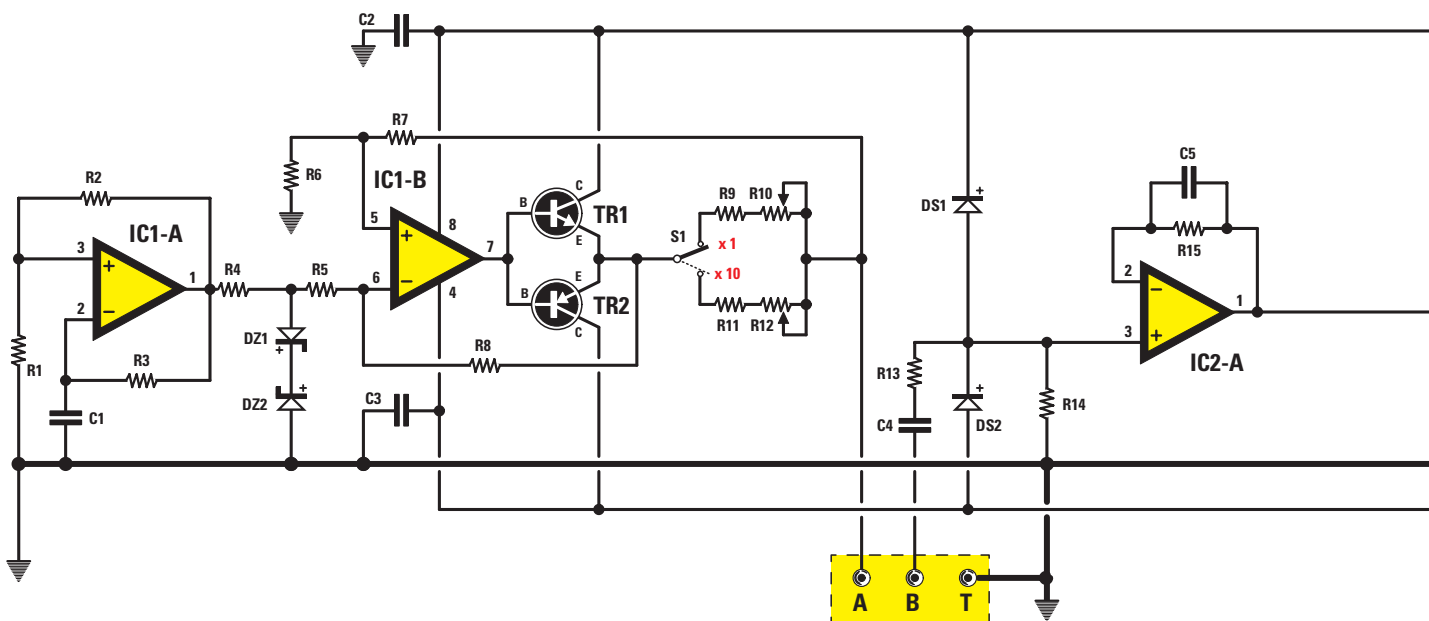 C2
R7
R2
R6
IC1-B
C
B
TR1
E
5
+
8
7
6
−
4
IC1-A
3
+
1
−
2
R4
R5
R1
R3
C1
DZ1
+
DZ2
+
R8
C3
E
B
TR2
C
S1
x 1
x 10
R9
R10
R11
R12
DS1
+
C5
R15
2
−
1
3
+
IC2-A
R13
C4
+
DS2
R14
A
B
T